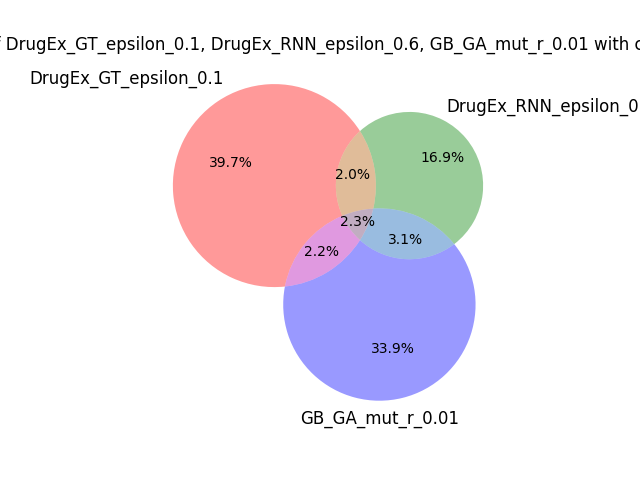 DrugEx_GT_epsilon_0.1, DrugEx_RNN_epsilon_0.6, GB_GA_mut_r_0.01 with
DrugEx_GT_epsilon_0.1
DrugEx_RNN_epsilon_0
39.7%
16.9%
2.0%
2.3%
3.1%
2.2%
33.9%
GB_GA_mut_r_0.01